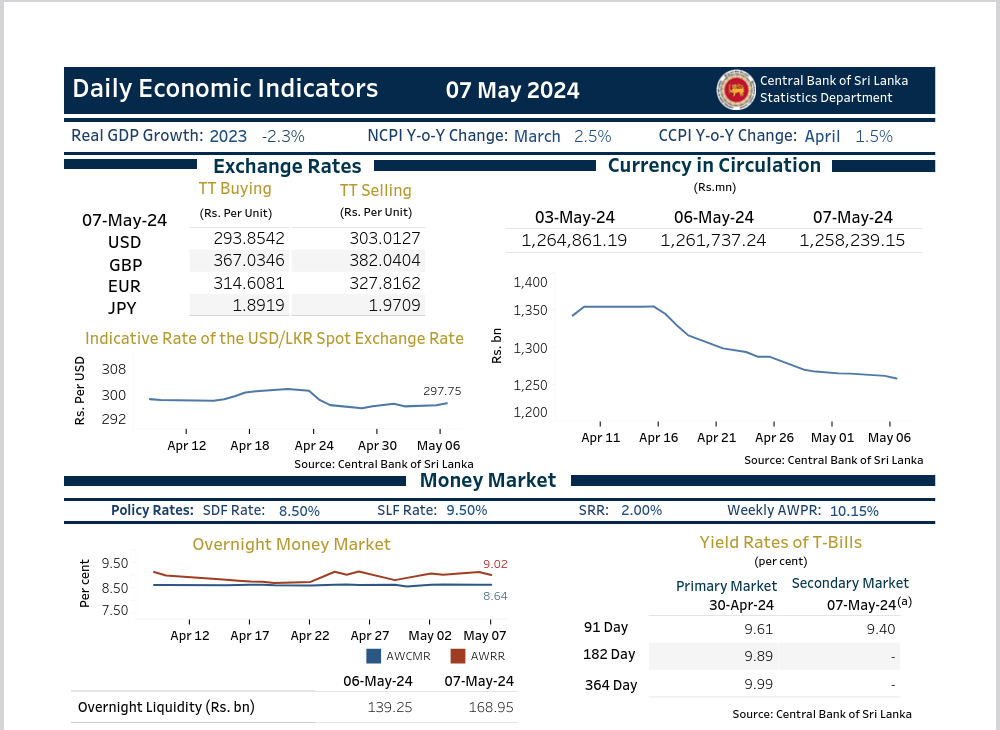 Daily Economic Indicators 07 May 2024 Central Bank of Sri Lanka
Statistics Department
Real GDP Growth: 2023 -2.3% NCPI Y-o-Y Change: March 2.5% CCPI Y-o-Y Change: April 1.5%
Exchange Rates
TT Buying TT Selling
(Rs. Per Unit) (Rs. Per Unit)
07-May-24
USD 293.8542 303.0127
GBP 367.0346 382.0404
EUR 314.6081 327.8162
JPY 1.8919 1.9709
Indicative Rate of the USD/LKR Spot Exchange Rate
Rs. Per USD
308
300
292
297.75
Apr 12 Apr 18 Apr 24 Apr 30 May 06
Source: Central Bank of Sri Lanka
Currency in Circulation
(Rs.mn)
03-May-24 06-May-24 07-May-24
1,264,861.19 1,261,737.24 1,258,239.15
Rs. bn
1,400
1,350
1,300
1,250
1,200
Apr 11 Apr 16 Apr 21 Apr 26 May 01 May 06
Source: Central Bank of Sri Lanka
Money Market
Policy Rates: SDF Rate: 8.50% SLF Rate: 9.50% SRR: 2.00% Weekly AWPR: 10.15%
Overnight Money Market
Per cent
9.50
8.50
7.50
9.02
8.64
Apr 12 Apr 17 Apr 22 Apr 27 May 02 May 07
AWCMR AWRR
06-May-24 07-May-24
Overnight Liquidity (Rs. bn) 139.25 168.95
Yield Rates of T-Bills
(per cent)
Primary Market Secondary Market
30-Apr-24 07-May-24(a)
91 Day 9.61 9.40
182 Day 9.89 -
364 Day 9.99 -
Source: Central Bank of Sri Lanka